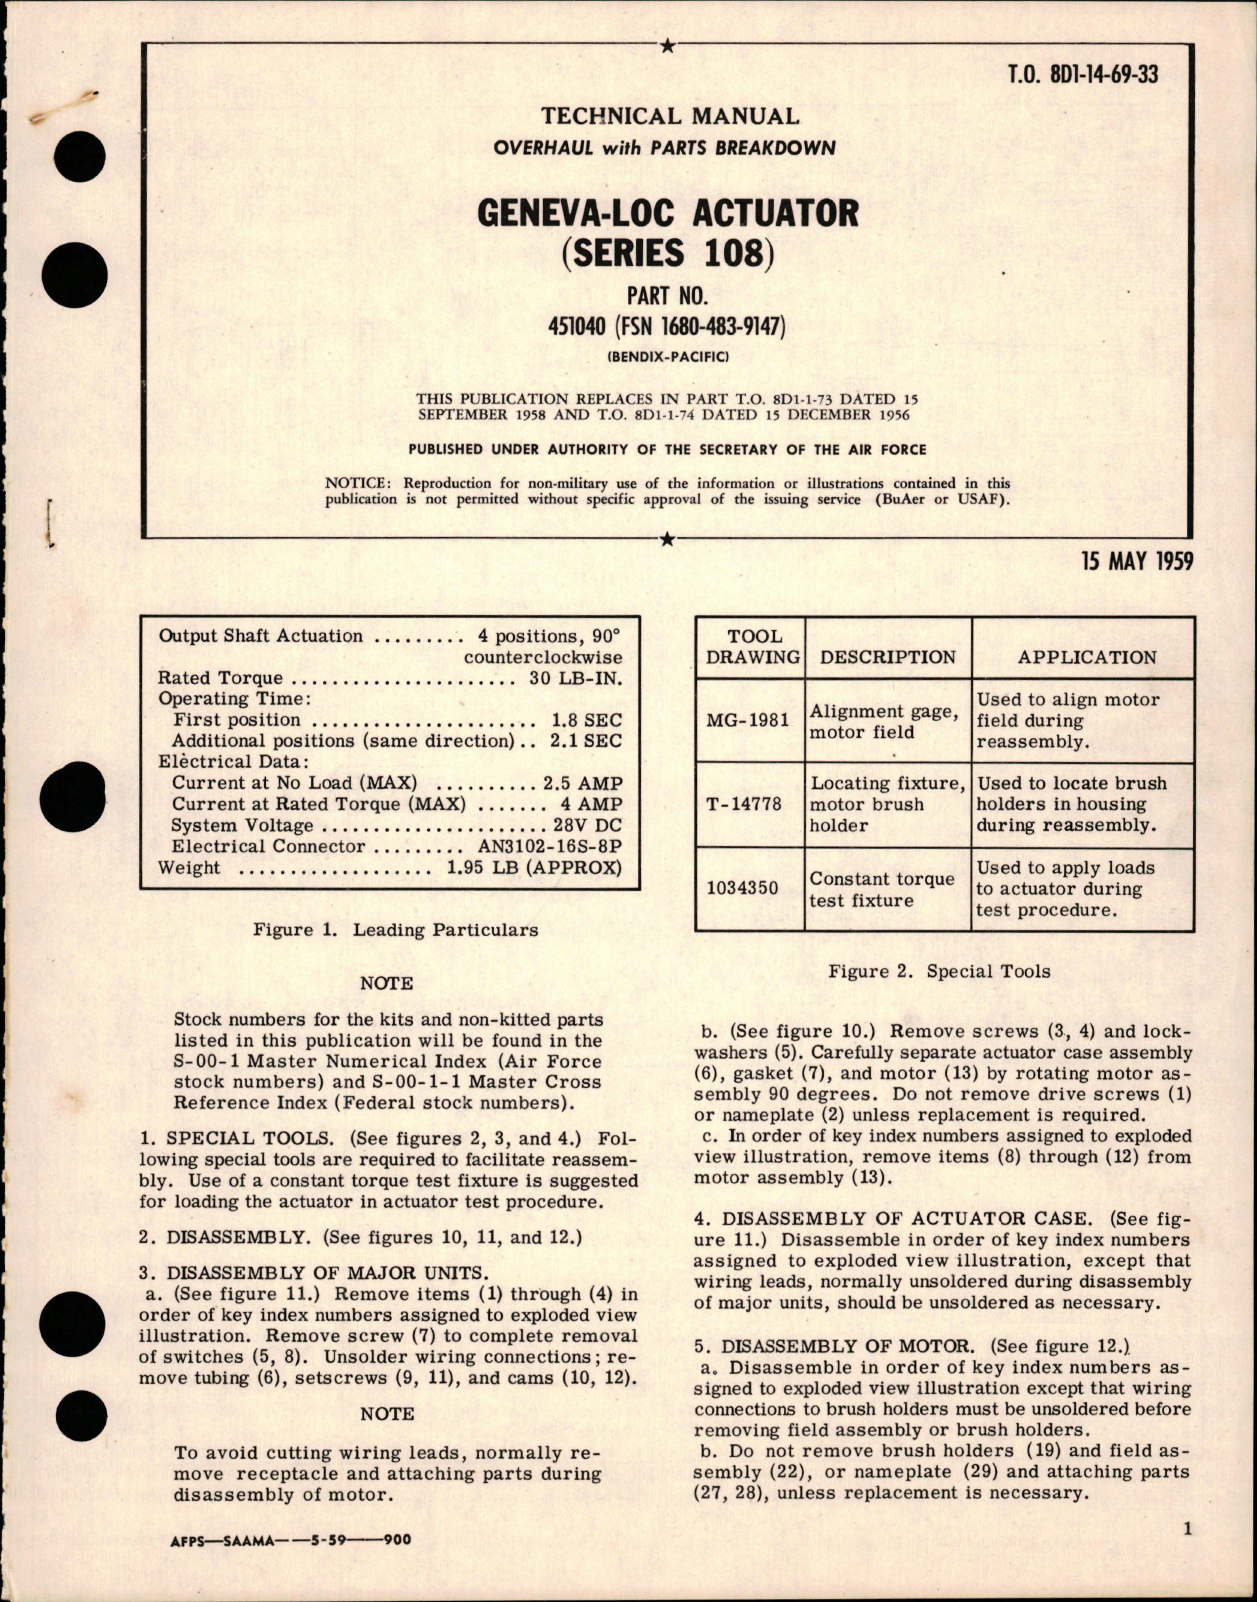 T.O. 8D1-14-69-33
TECHNICAL MANUAL
OVERHAUL with PARTS BREAKDOWN
GENEVA-LOC ACTUATOR
(SERIES 108)
PART NO.
451040 (FSN 1680-483-9147)
(BENDIX-PACIFIC)
THIS PUBLICATION REPLACES IN PART T.O. 8D1-1-73 DATED 15
SEPTEMBER 1958 AND T.O. 8D1-1-74 DATED 15 DECEMBER 1956
PUBLISHED UNDER AUTHORITY OF THE SECRETARY OF THE AIR FORCE
NOTICE: Reproduction for non-military use of the information or illustrations contained in this
publication is not permitted without specific approval of the issuing service (BuAer or USAF).
15 MAY 1959
Output Shaft Actuation ......... 4 positions, 90°
counterclockwise
Rated Torque ...................... 30 LB-IN.
Operating Time:
First position ...................... 1.8 SEC
Additional positions (same direction) .. 2.1 SEC
Electrical Data:
Current at No Load (MAX) .......... 2.5 AMP
Current at Rated Torque (MAX) ....... 4 AMP
System Voltage ...................... 28V DC
Electrical Connector ......... AN3102-16S-8P
Weight ................... 1.95 LB (APPROX)
Figure 1. Leading Particulars
NOTE
Stock numbers for the kits and non-kitted parts
listed in this publication will be found in the
S-00-1 Master Numerical Index (Air Force
stock numbers) and S-00-1-1 Master Cross
Reference Index (Federal stock numbers).
1. SPECIAL TOOLS. (See figures 2, 3, and 4.) Fol-
lowing special tools are required to facilitate reassem-
bly. Use of a constant torque test fixture is suggested
for loading the actuator in actuator test procedure.
2. DISASSEMBLY. (See figures 10, 11, and 12.)
3. DISASSEMBLY OF MAJOR UNITS.
a. (See figure 11.) Remove items (1) through (4) in
order of key index numbers assigned to exploded view
illustration. Remove screw (7) to complete removal
of switches (5, 8). Unsolder wiring connections; re-
move tubing (6), setscrews (9, 11), and cams (10, 12).
NOTE
To avoid cutting wiring leads, normally re-
move receptacle and attaching parts during
disassembly of motor.
TOOL
DRAWING DESCRIPTION APPLICATION
MG-1981 Alignment gage,
motor field
Used to align motor
field during
reassembly.
T-14778 Locating fixture,
motor brush
holder
Used to locate brush
holders in housing
during reassembly.
1034350 Constant torque
test fixture
Used to apply loads
to actuator during
test procedure.
Figure 2. Special Tools
b. (See figure 10.) Remove screws (3, 4) and lock-
washers (5). Carefully separate actuator case assembly
(6), gasket (7), and motor (13) by rotating motor as-
sembly 90 degrees. Do not remove drive screws (1)
or nameplate (2) unless replacement is required.
c. In order of key index numbers assigned to exploded
view illustration, remove items (8) through (12) from
motor assembly (13).
4. DISASSEMBLY OF ACTUATOR CASE. (See fig-
ure 11.) Disassemble in order of key index numbers
assigned to exploded view illustration, except that
wiring leads, normally unsoldered during disassembly
of major units, should be unsoldered as necessary.
5. DISASSEMBLY OF MOTOR. (See figure 12.)
a. Disassemble in order of key index numbers as-
signed to exploded view illustration except that wiring
connections to brush holders must be unsoldered before
removing field assembly or brush holders.
b. Do not remove brush holders (19) and field as-
sembly (22), or nameplate (29) and attaching parts
(27, 28), unless replacement is necessary.
AFPS—SAAMA— —5-59——900
1